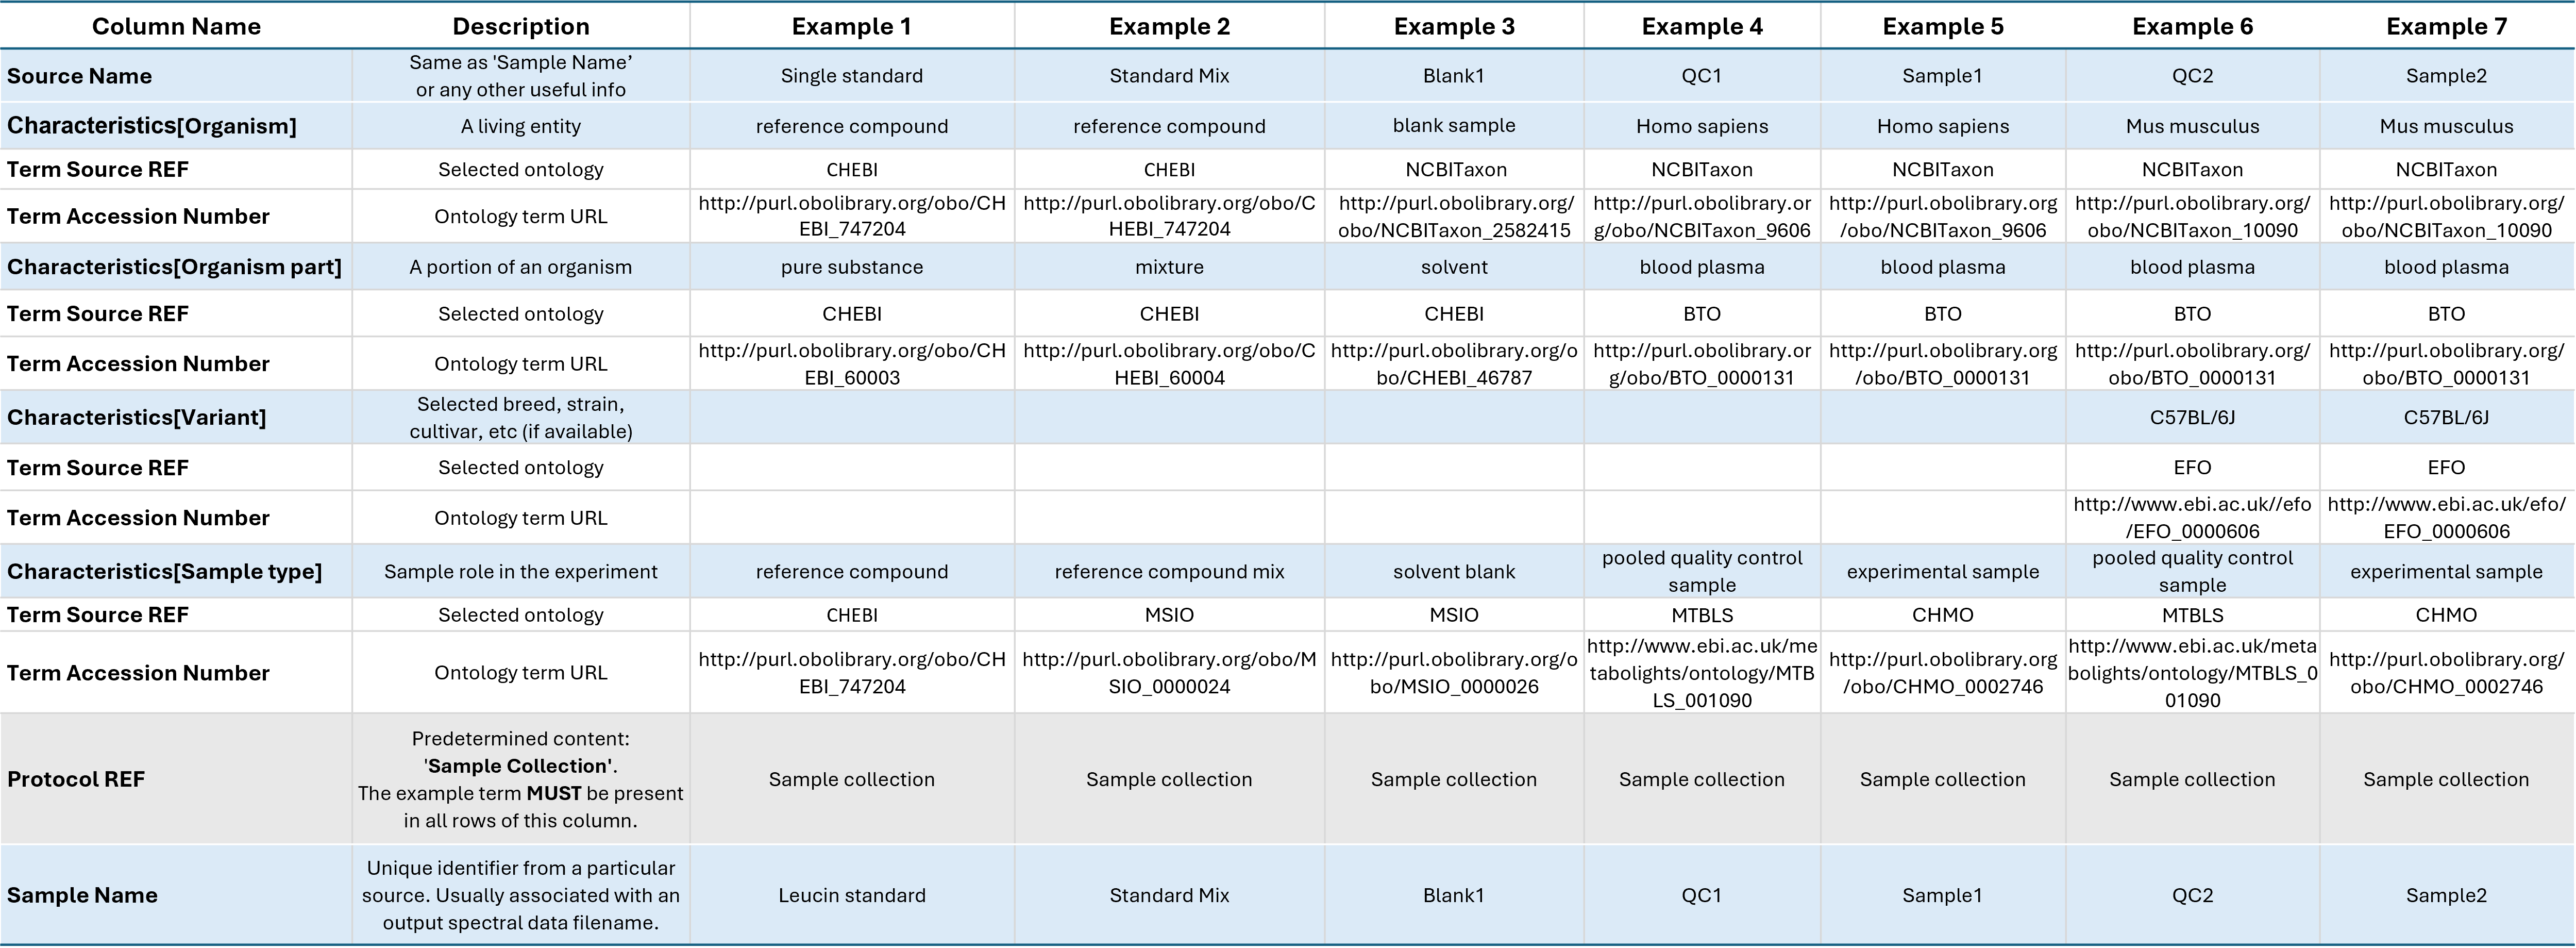 Column Name Description Example 1 Example 2 Example 3 Example 4 Example 5 Example 6 Example 7
Source Name Same as 'Sample Name’ Single standard Standard Mix Blank1 QC1 Sample1 QC2 Sample2
or any other useful info
Characteristics[Organism] A living entity reference compound reference compound blank sample Homo sapiens Homo sapiens Mus musculus Mus musculus
Term Source REF Selected ontology CHEBI CHEBI NCBITaxon NCBITaxon NCBITaxon NCBITaxon NCBITaxon
Term Accession Number Ontology term URL http://purl.obolibrary.org/obo/CH http://purl.obolibrary.org/obo/C http://purl.obolibrary.org/ http://purl.obolibrary.or http://purl.obolibrary.org http://purl.obolibrary.org/ http://purl.obolibrary.org/
EBI_747204 HEBI_747204 obo/NCBITaxon_2582415 g/obo/NCBITaxon_9606 /obo/NCBITaxon_9606 obo/NCBITaxon_10090 obo/NCBITaxon_10090
Characteristics[Organism part] A portion of an organism pure substance mixture solvent blood plasma blood plasma blood plasma blood plasma
Term Source REF Selected ontology CHEBI CHEBI CHEBI BTO BTO BTO BTO
Term Accession Number Ontology term URL http://purl.obolibrary.org/obo/CH http://purl.obolibrary.org/obo/C http://purl.obolibrary.org/o http://purl.obolibrary.or http://purl.obolibrary.org http://purl.obolibrary.org/ http://purl.obolibrary.org/
EBI_60003 HEBI_60004 bo/CHEBI_46787 g/obo/BTO_0000131 /obo/BTO_0000131 obo/BTO_0000131 obo/BTO_0000131
Characteristics[Variant] Selected breed, strain, C57BL/6J C57BL/6J
cultivar, etc (if available)
Term Source REF Selected ontology EFO EFO
Term Accession Number Ontology term URL http://www.ebi.ac.uk//efo http://www.ebi.ac.uk/efo/
/EFO_0000606 EFO_0000606
Characteristics[Sample type] Sample role in the experiment reference compound reference compound mix solvent blank pooled quality control experimental sample pooled quality control experimental sample
sample sample
Term Source REF Selected ontology CHEBI MSIO MSIO MTBLS CHMO MTBLS CHMO
Term Accession Number Ontology term URL http://purl.obolibrary.org/obo/CH http://purl.obolibrary.org/obo/M http://purl.obolibrary.org/o http://www.ebi.ac.uk/me http://purl.obolibrary.org http://www.ebi.ac.uk/meta http://purl.obolibrary.org/
EBI_747204 SIO_0000024 bo/MSIO_0000026 tabolights/ontology/MTB /obo/CHMO_0002746 bolights/ontology/MTBLS_0 obo/CHMO_0002746
LS_001090 01090
Predetermined content:
'Sample Collection'.
Protocol REF Sample collection Sample collection Sample collection Sample collection Sample collection Sample collection Sample collection
The example term MUST be present
in all rows of this column.
Unique identifier from a particular
Sample Name source. Usually associated with an Leucin standard Standard Mix Blank1 QC1 Sample1 QC2 Sample2
output spectral data filename.